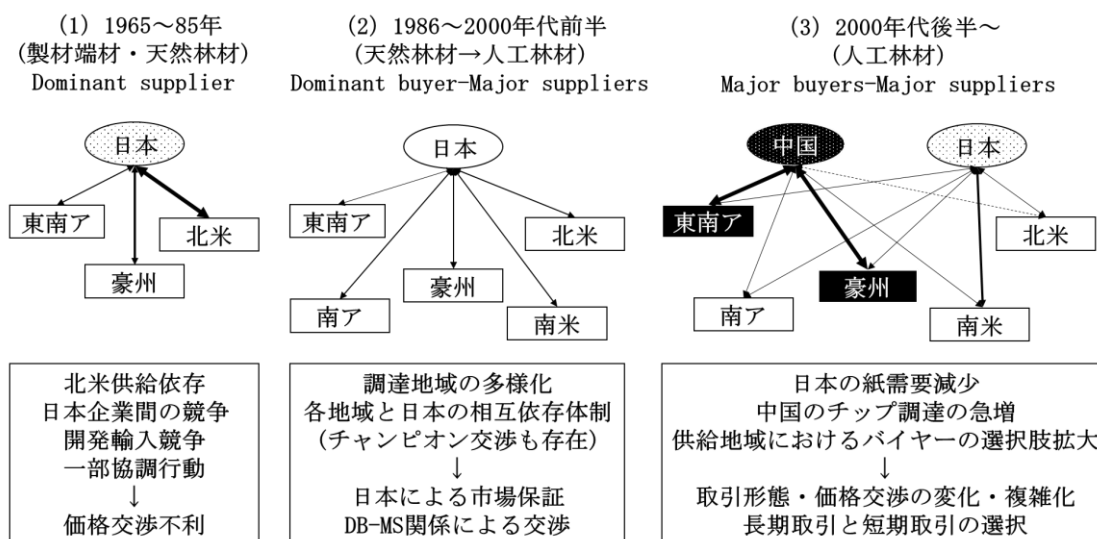 (1) 1965～85年
(製材端材・天然林材)
Dominant supplier
日本
東南ア
北米
豪州
北米供給依存
日本企業間の競争
開発輸入競争
一部協調行動
↓
価格交渉不利
(2) 1986～2000年代前半
(天然林材→人工林材)
Dominant buyer-Major suppliers
日本
東南ア
北米
豪州
南ア
南米
調達地域の多様化
各地域と日本の相互依存体制
(チャンピオン交渉も存在)
↓
日本による市場保証
DB-MS関係による交渉
(3) 2000年代後半～
(人工林材)
Major buyers-Major suppliers
中国
日本
東南ア
北米
豪州
南ア
南米
日本の紙需要減少
中国のチップ調達の急増
供給地域におけるバイヤーの選択肢拡大
↓
取引形態・価格交渉の変化・複雑化
長期取引と短期取引の選択